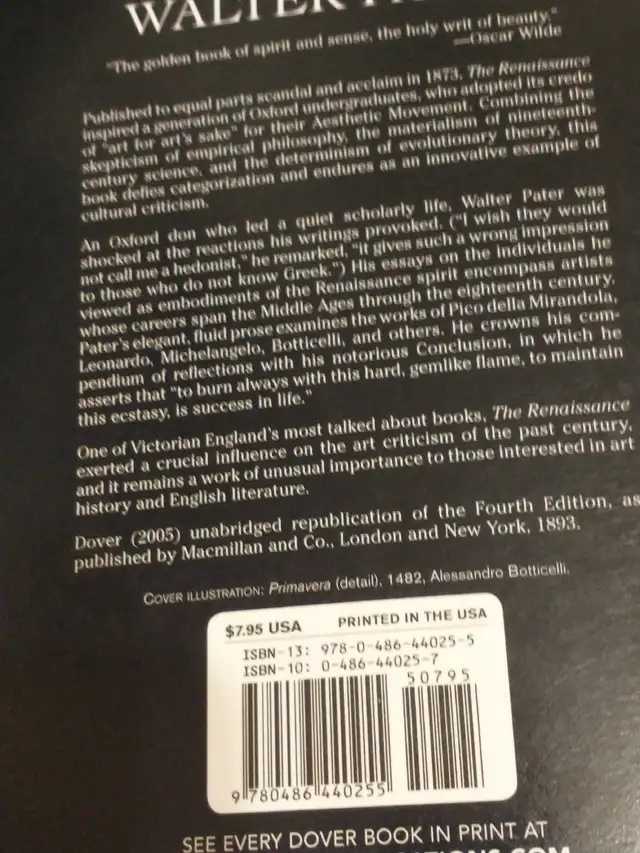 WALTER
"The golden book of spirit and sense, the holy writ of beauty."
—Oscar Wilde
Published to equal parts scandal and acclaim in 1873, The Renaissance
inspired a generation of Oxford undergraduates, who adopted its credo
of "art for art's sake" for their Aesthetic Movement. Combining the
skepticism of empirical philosophy, the materialism of nineteenth-
century science, and the determinism of evolutionary theory, this
book defies categorization and endures as an innovative example of
cultural criticism.
An Oxford don who led a quiet scholarly life, Walter Pater was
shocked at the reactions his writings provoked. ("I wish they would
not call me a hedonist," he remarked, "it gives such a wrong impression
to those who do not know Greek.") His essays on the individuals he
viewed as embodiments of the Renaissance spirit encompass artists
whose careers span the Middle Ages through the eighteenth century.
Pater's elegant, fluid prose examines the works of Pico della Mirandola,
Leonardo, Michelangelo, Botticelli, and others. He crowns his com-
pendium of reflections with his notorious Conclusion, in which he
asserts that "to burn always with this hard, gemlike flame, to maintain
this ecstasy, is success in life."
One of Victorian England's most talked about books, The Renaissance
exerted a crucial influence on the art criticism of the past century,
and it remains a work of unusual importance to those interested in art
history and English literature.
Dover (2005) unabridged republication of the Fourth Edition, as
published by Macmillan and Co., London and New York, 1893.
COVER ILLUSTRATION: Primavera (detail), 1482, Alessandro Botticelli.
$7.95 USA PRINTED IN THE USA
ISBN-13: 978-0-486-44025-5
ISBN-10: 0-486-44025-7
50795
9 780486 440255
SEE EVERY DOVER BOOK IN PRINT AT